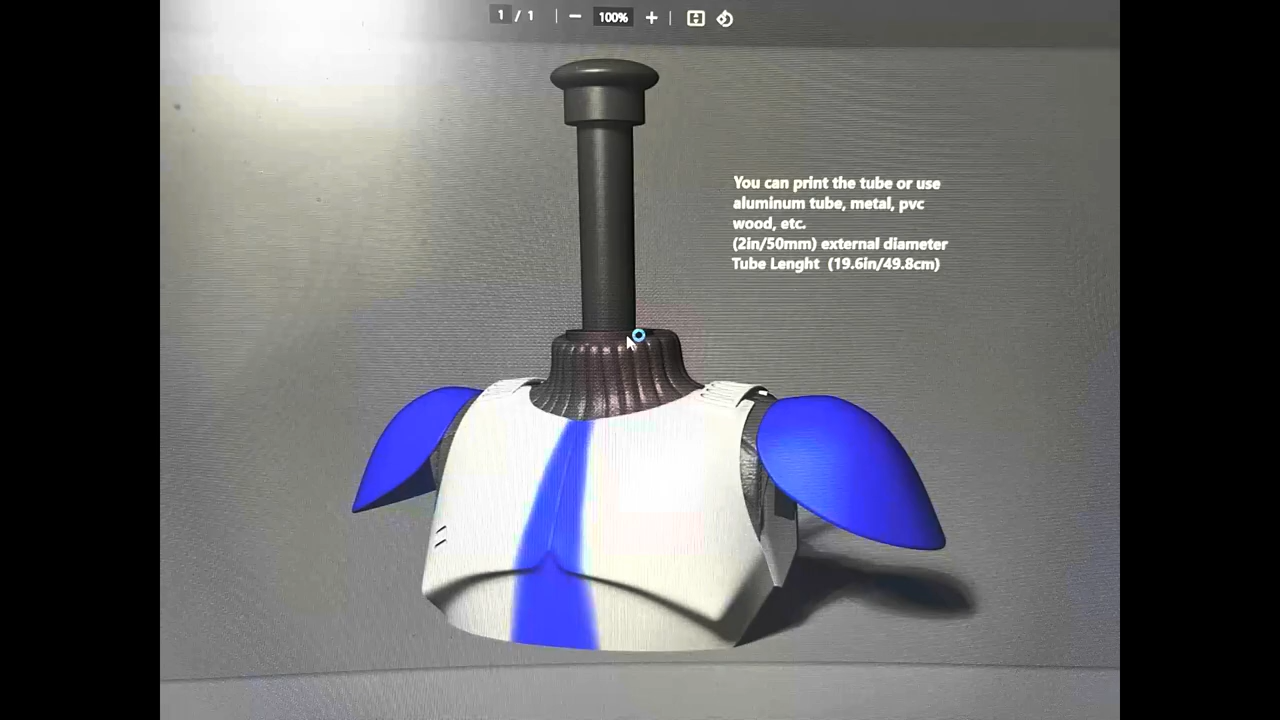 1 / 1 | − 100% + |
You can print the tube or use
aluminum tube, metal, pvc
wood, etc.
(2in/50mm) external diameter
Tube Lenght (19.6in/49.8cm)